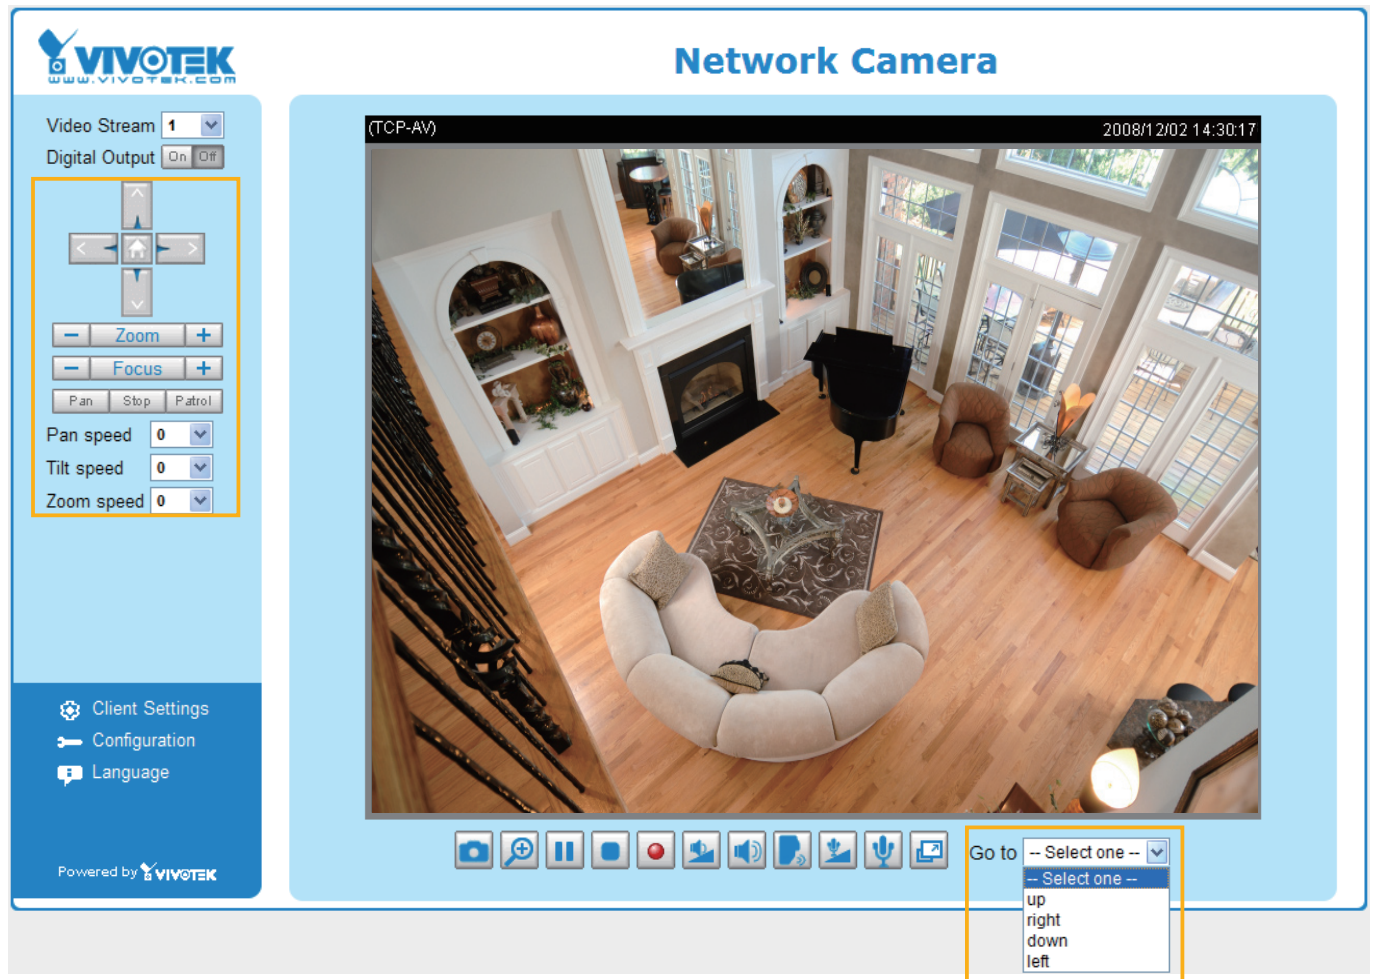 VIVOTEK
www.vivotek.com
Network Camera
Video Stream 1
Digital Output On Off
Zoom
Focus
Pan Stop Patrol
Pan speed 0
Tilt speed 0
Zoom speed 0
Client Settings
Configuration
Language
Powered by VIVOTEK
(TCP-AV) 2008/12/02 14:30:17
Go to -- Select one --
-- Select one --
up
right
down
left